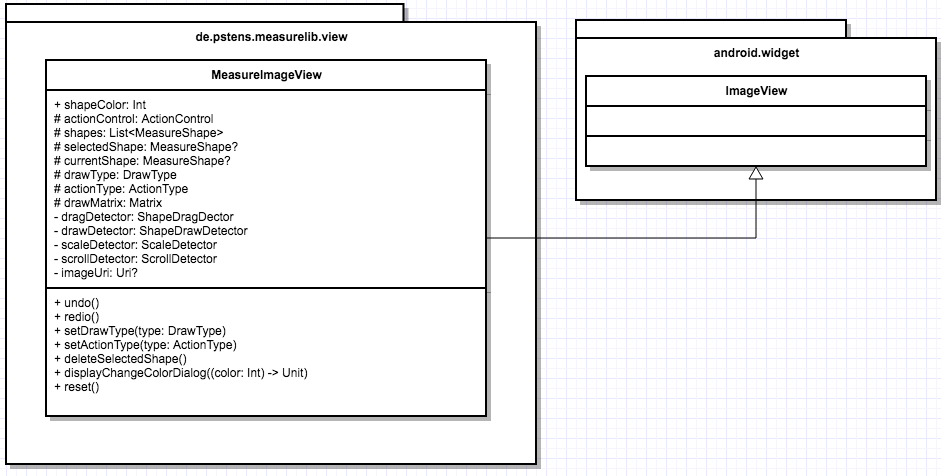 de.pstens.measurelib.view
MeasureImageView
+ shapeColor: Int
# actionControl: ActionControl
# shapes: List<MeasureShape>
# selectedShape: MeasureShape?
# currentShape: MeasureShape?
# drawType: DrawType
# actionType: ActionType
# drawMatrix: Matrix
- dragDetector: ShapeDragDector
- drawDetector: ShapeDrawDetector
- scaleDetector: ScaleDetector
- scrollDetector: ScrollDetector
- imageUri: Uri?
+ undo()
+ redio()
+ setDrawType(type: DrawType)
+ setActionType(type: ActionType)
+ deleteSelectedShape()
+ displayChangeColorDialog((color: Int) -> Unit)
+ reset()
android.widget
ImageView